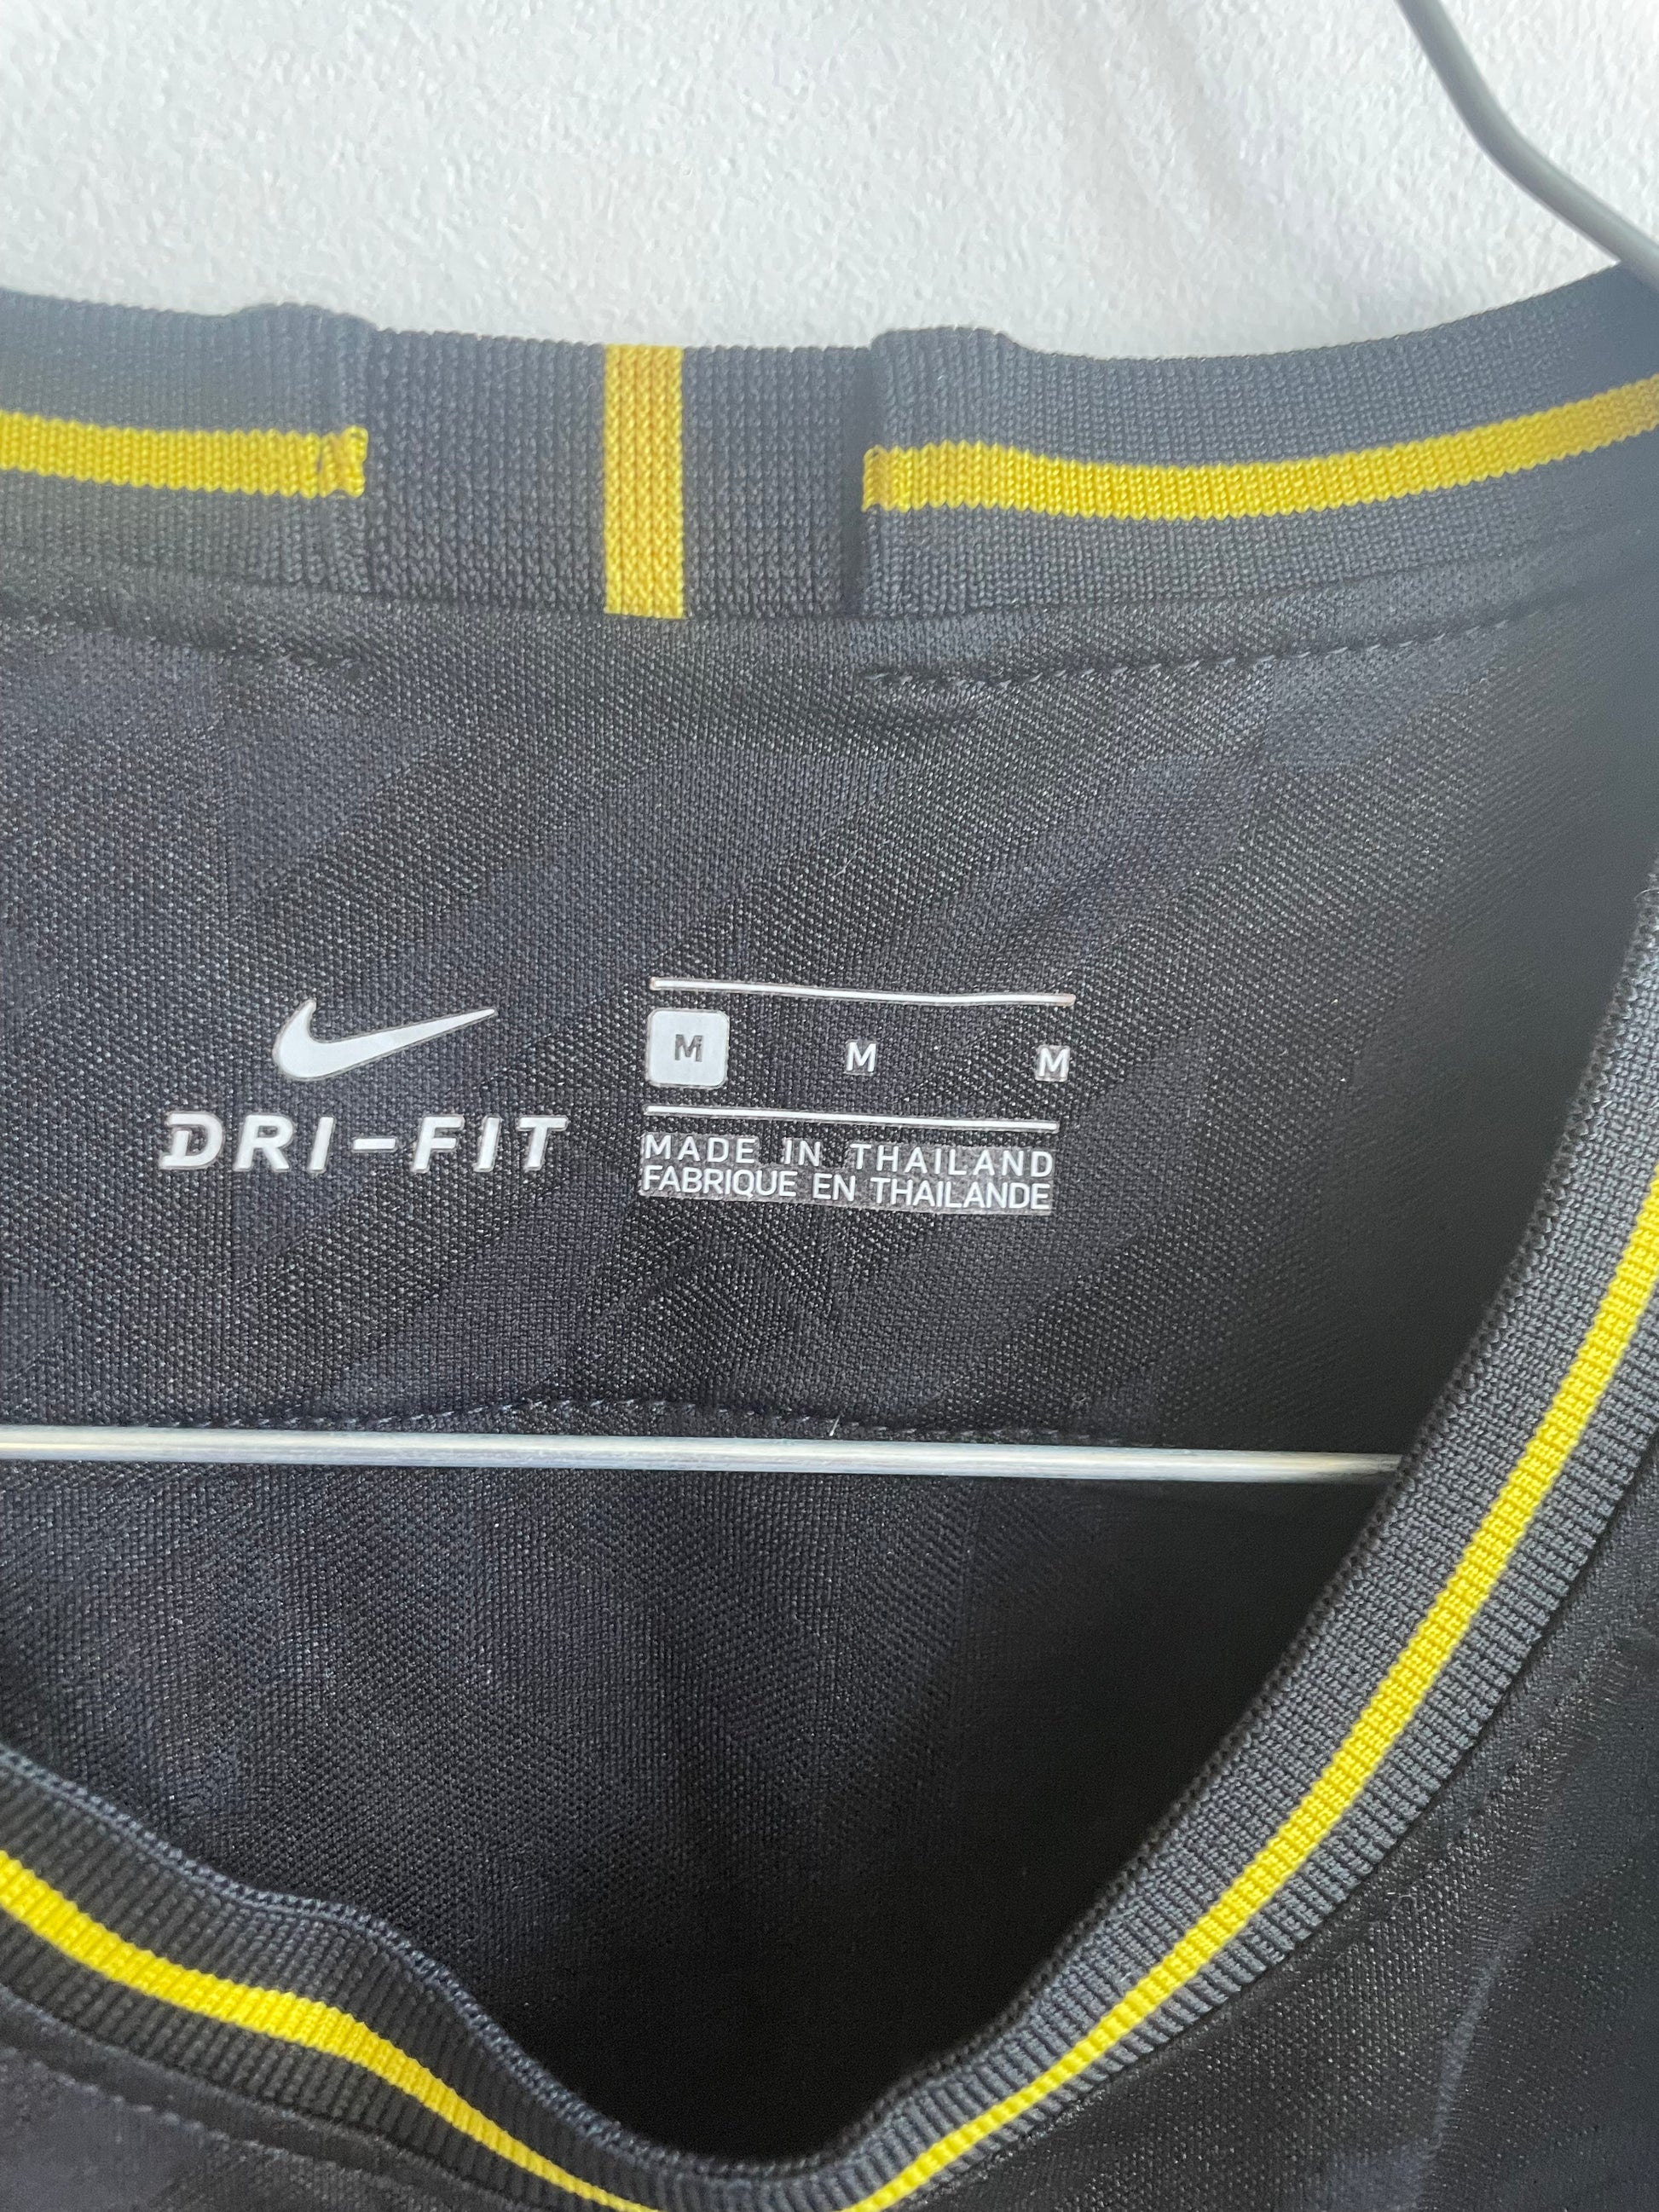 DRI-FIT
M M M
MADE IN THAILAND
FABRIQUE EN THAILANDE